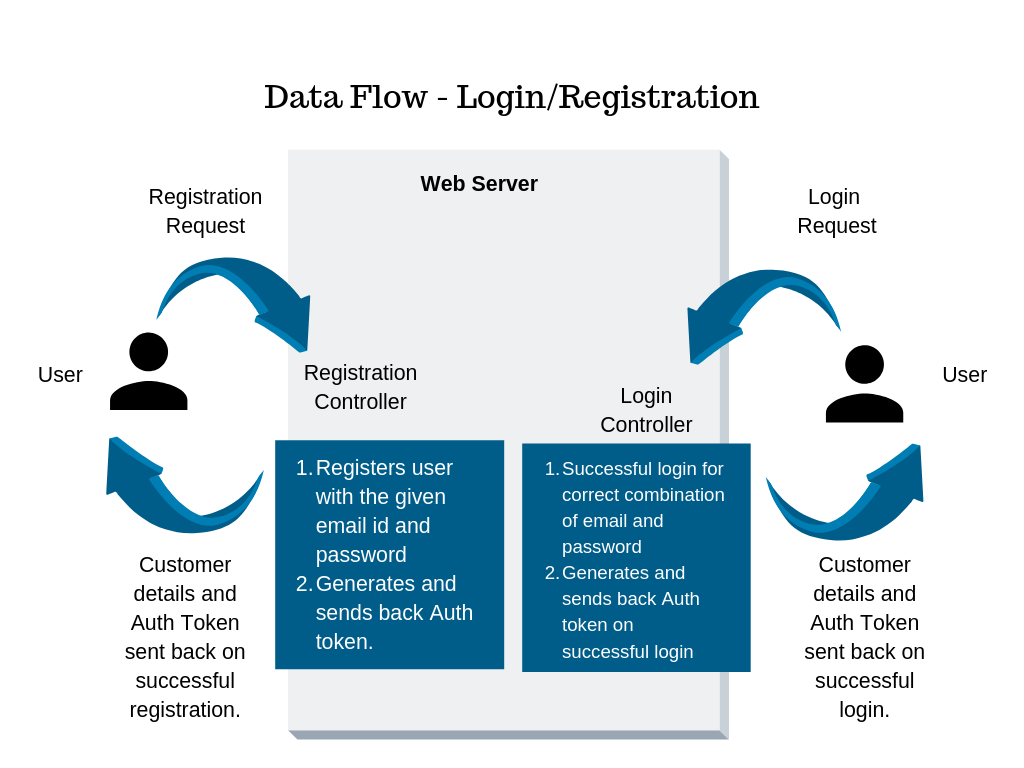 Data Flow - Login/Registration
Web Server
Registration
Request
Login
Request
User
User
Registration
Controller
Login
Controller
1. Registers user
with the given
email id and
password
2. Generates and
sends back Auth
token.
1. Successful login for
correct combination
of email and
password
2. Generates and
sends back Auth
token on
successful login
Customer
details and
Auth Token
sent back on
successful
registration.
Customer
details and
Auth Token
sent back on
successful
login.